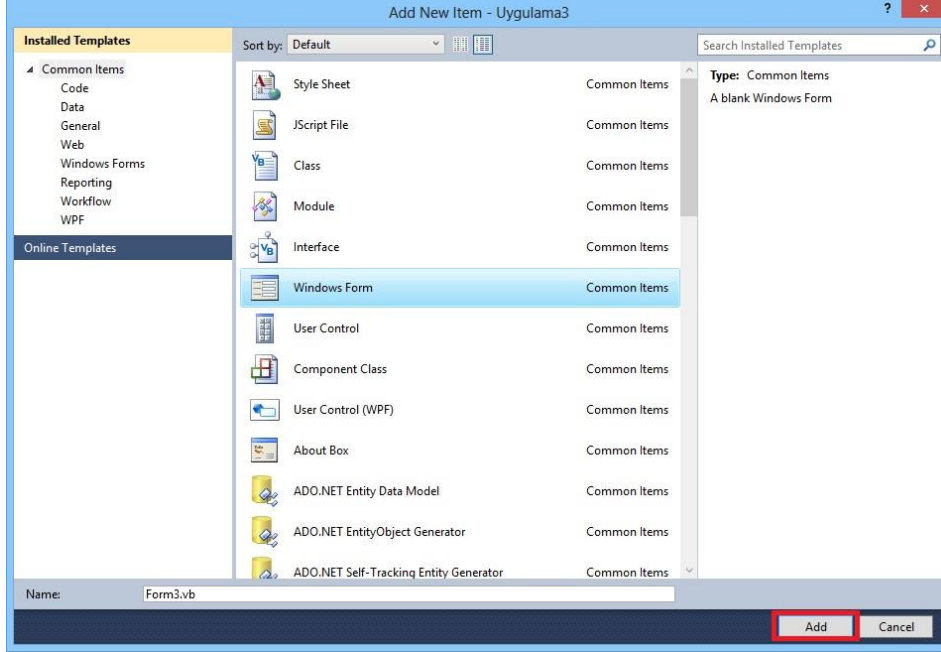 Add New Item - Uygulama3
?
Installed Templates
Common Items
Code
Data
General
Web
Windows Forms
Reporting
Workflow
WPF
Online Templates
Sort by: Default
Style Sheet Common Items
JScript File Common Items
Class Common Items
Module Common Items
Interface Common Items
Windows Form Common Items
User Control Common Items
Component Class Common Items
User Control (WPF) Common Items
About Box Common Items
ADO.NET Entity Data Model Common Items
ADO.NET EntityObject Generator Common Items
ADO.NET Self-Tracking Entity Generator Common Items
Search Installed Templates
Type: Common Items
A blank Windows Form
Name: Form3.vb
Add Cancel